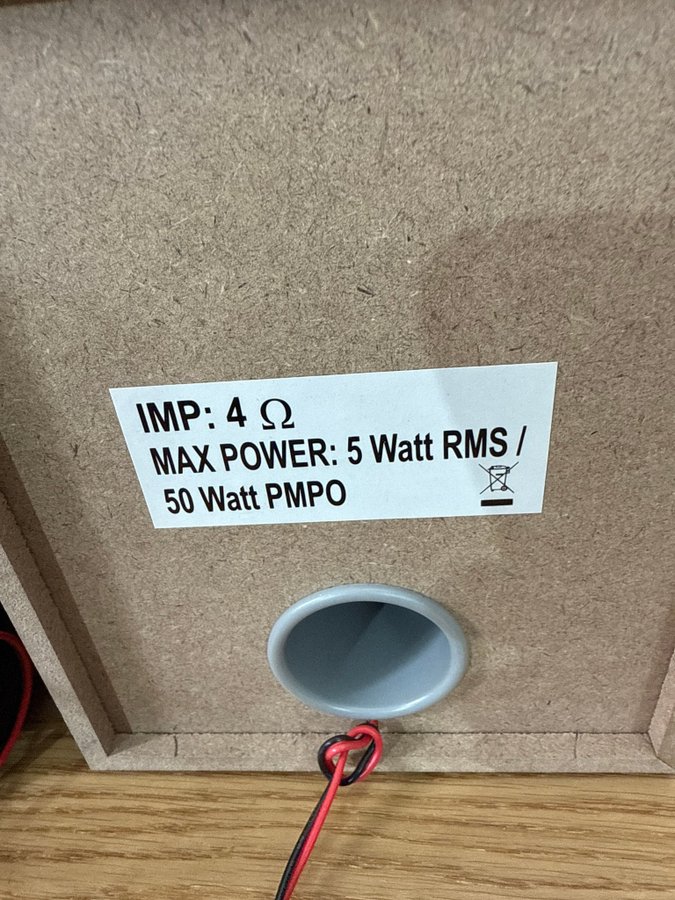 IMP: 4 Ω
MAX POWER: 5 Watt RMS /
50 Watt PMPO